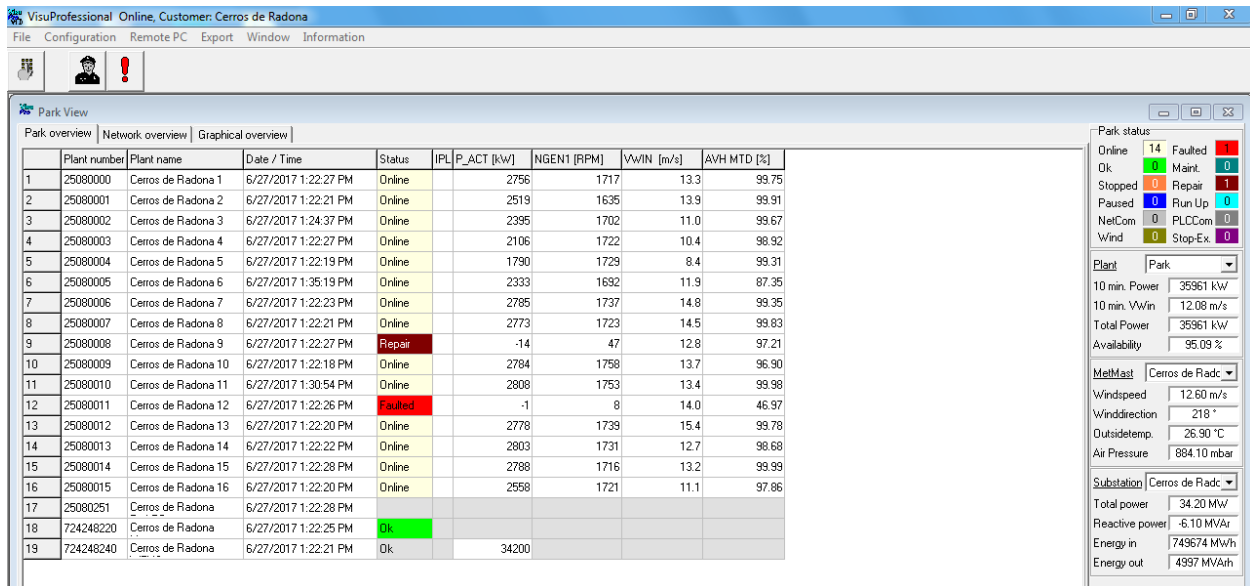 VisuProfessional Online, Customer: Cerros de Radona
File Configuration Remote PC Export Window Information
Park View
Park overview Network overview Graphical overview
Plant number Plant name Date / Time Status IPL P_ACT [kW] NGEN1 [RPM] VWIN [m/s] AVH MTD [%]
1 25080000 Cerros de Radona 1 6/27/2017 1:22:27 PM Online 2756 1717 13.3 99.75
2 25080001 Cerros de Radona 2 6/27/2017 1:22:21 PM Online 2519 1635 13.9 99.91
3 25080002 Cerros de Radona 3 6/27/2017 1:24:37 PM Online 2395 1702 11.0 99.67
4 25080003 Cerros de Radona 4 6/27/2017 1:22:27 PM Online 2106 1722 10.4 98.92
5 25080004 Cerros de Radona 5 6/27/2017 1:22:19 PM Online 1790 1729 8.4 99.31
6 25080005 Cerros de Radona 6 6/27/2017 1:35:19 PM Online 2333 1692 11.9 87.35
7 25080006 Cerros de Radona 7 6/27/2017 1:22:23 PM Online 2785 1737 14.8 99.35
8 25080007 Cerros de Radona 8 6/27/2017 1:22:21 PM Online 2773 1723 14.5 99.83
9 25080008 Cerros de Radona 9 6/27/2017 1:22:27 PM Repair -14 47 12.8 97.21
10 25080009 Cerros de Radona 10 6/27/2017 1:22:18 PM Online 2784 1758 13.7 96.90
11 25080010 Cerros de Radona 11 6/27/2017 1:30:54 PM Online 2808 1753 13.4 99.98
12 25080011 Cerros de Radona 12 6/27/2017 1:22:26 PM Faulted -1 8 14.0 46.97
13 25080012 Cerros de Radona 13 6/27/2017 1:22:20 PM Online 2778 1739 15.4 99.78
14 25080013 Cerros de Radona 14 6/27/2017 1:22:22 PM Online 2803 1731 12.7 98.68
15 25080014 Cerros de Radona 15 6/27/2017 1:22:28 PM Online 2788 1716 13.2 99.99
16 25080015 Cerros de Radona 16 6/27/2017 1:22:20 PM Online 2558 1721 11.1 97.86
17 25080251 Cerros de Radona 6/27/2017 1:22:28 PM
18 724248220 Cerros de Radona 6/27/2017 1:22:25 PM Ok
19 724248240 Cerros de Radona 6/27/2017 1:22:21 PM Ok 34200
Park status
Online 14 Faulted 1
Ok 0 Maint. 0
Stopped 0 Repair 1
Paused 0 Run Up 0
NetCom 0 PLCCom 0
Wind 0 Stop-Ex. 0
Plant Park
10 min. Power 35961 kW
10 min. VWin 12.08 m/s
Total Power 35961 kW
Availability 95.09 %
MetMast Cerros de Radc
Windspeed 12.60 m/s
Winddirection 218 °
Outsidetemp. 26.90 °C
Air Pressure 884.10 mbar
Substation Cerros de Radc
Total power 34.20 MW
Reactive power -6.10 MVAr
Energy in 749674 MWh
Energy out 4997 MVArh